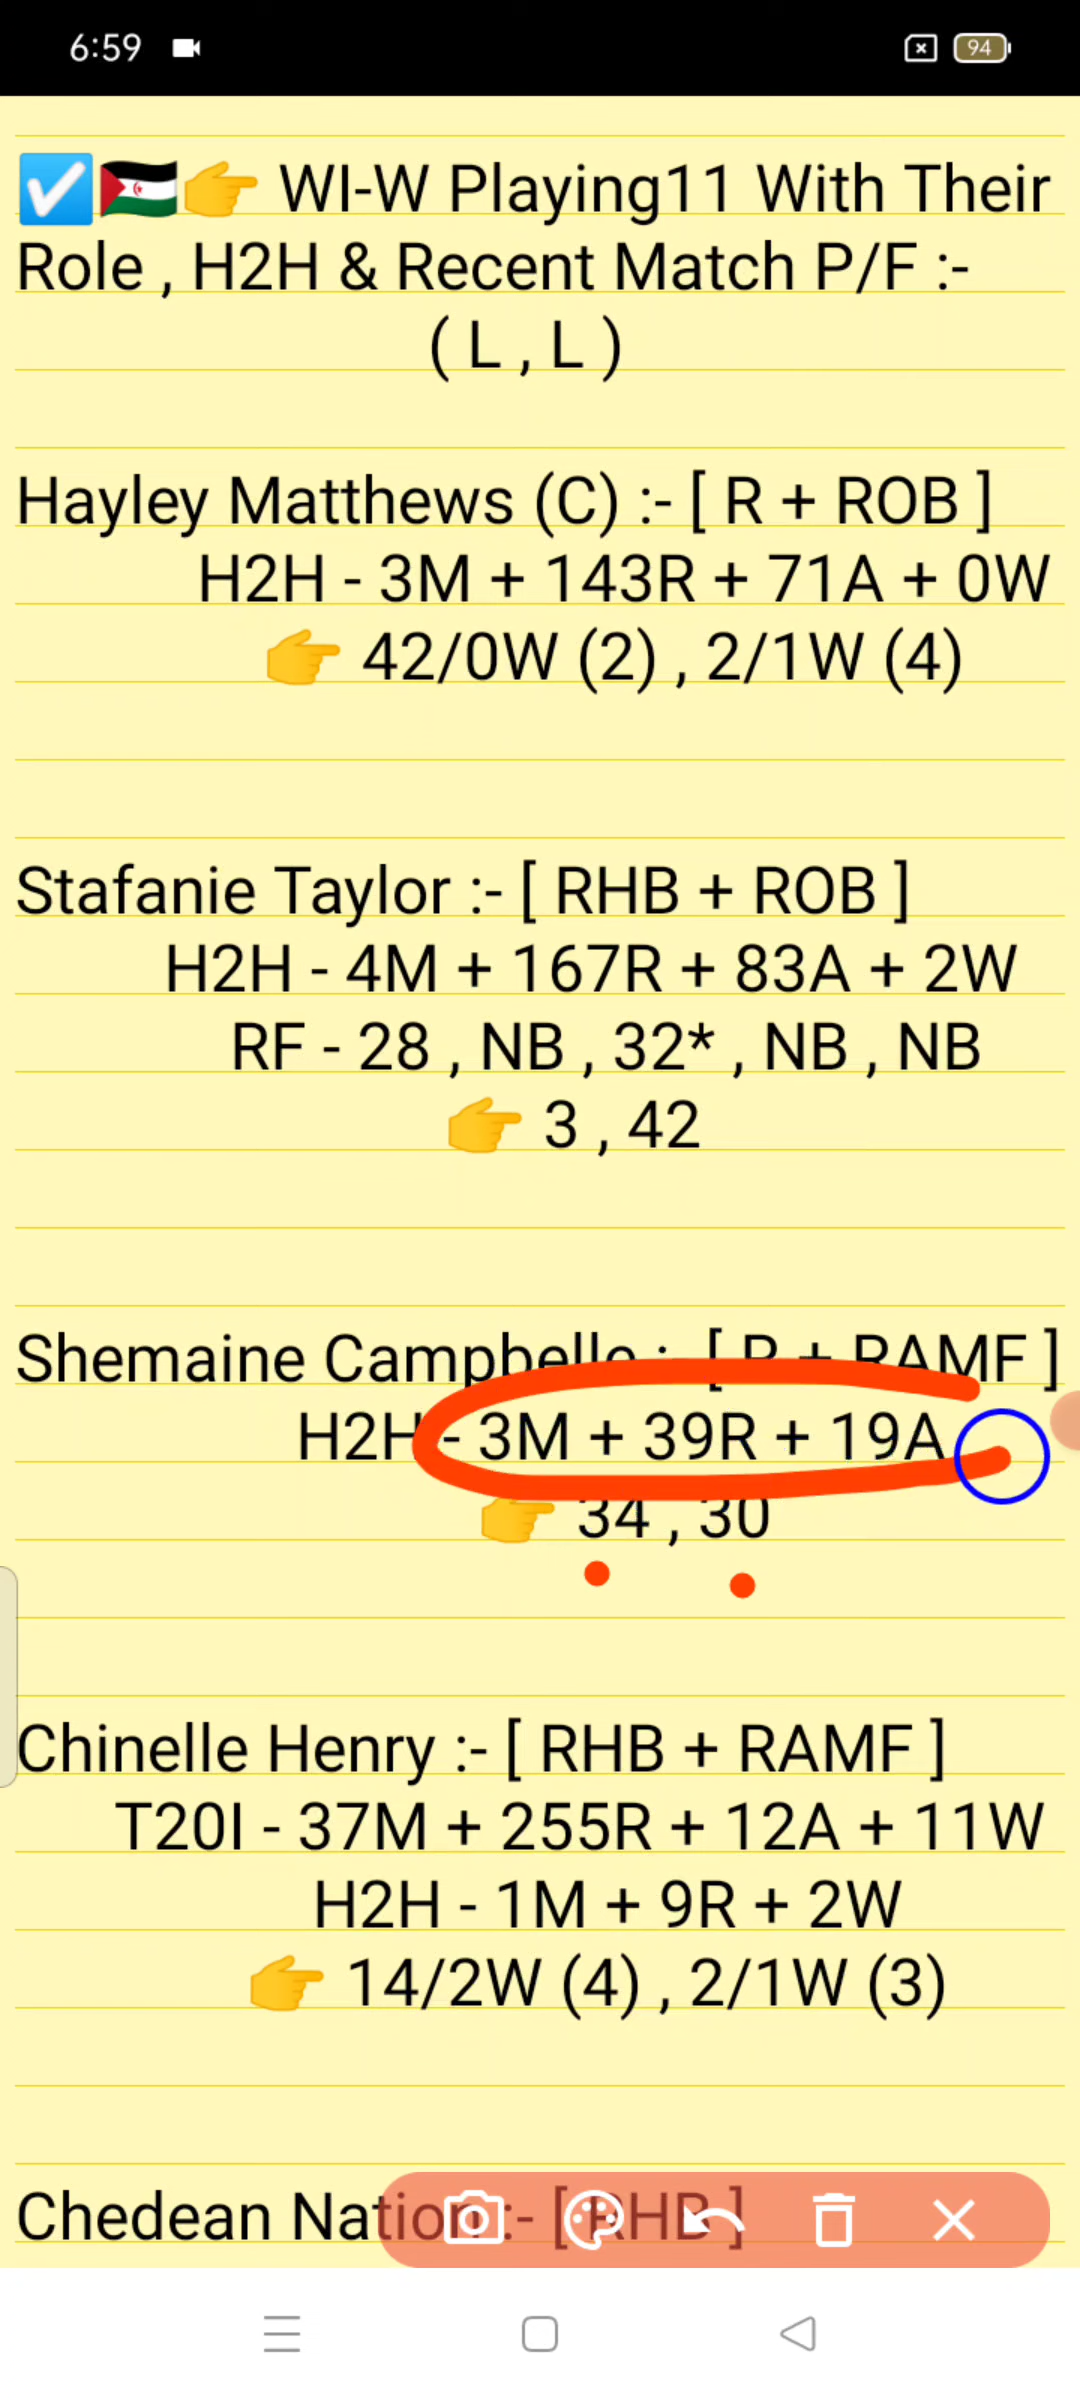 6:59
94
WI-W Playing11 With Their
Role , H2H & Recent Match P/F :-
( L , L )
Hayley Matthews (C) :- [ R + ROB ]
H2H - 3M + 143R + 71A + 0W
42/0W (2) , 2/1W (4)
Stafanie Taylor :- [ RHB + ROB ]
H2H - 4M + 167R + 83A + 2W
RF - 28 , NB , 32* , NB , NB
3 , 42
Shemaine Campbelle :- [ R + RAMF ]
H2H - 3M + 39R + 19A
34 , 30
Chinelle Henry :- [ RHB + RAMF ]
T20I - 37M + 255R + 12A + 11W
H2H - 1M + 9R + 2W
14/2W (4) , 2/1W (3)
Chedean Nation :- [ RHB ]